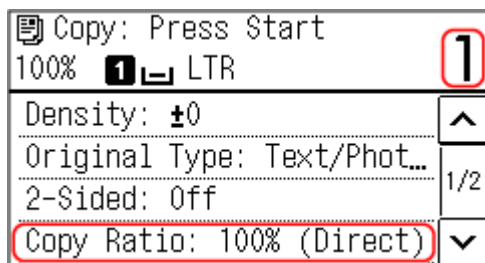 Copy: Press Start
100% 1 LTR
1
Density: ±0
Original Type: Text/Phot...
2-Sided: Off
1/2
Copy Ratio: 100% (Direct)